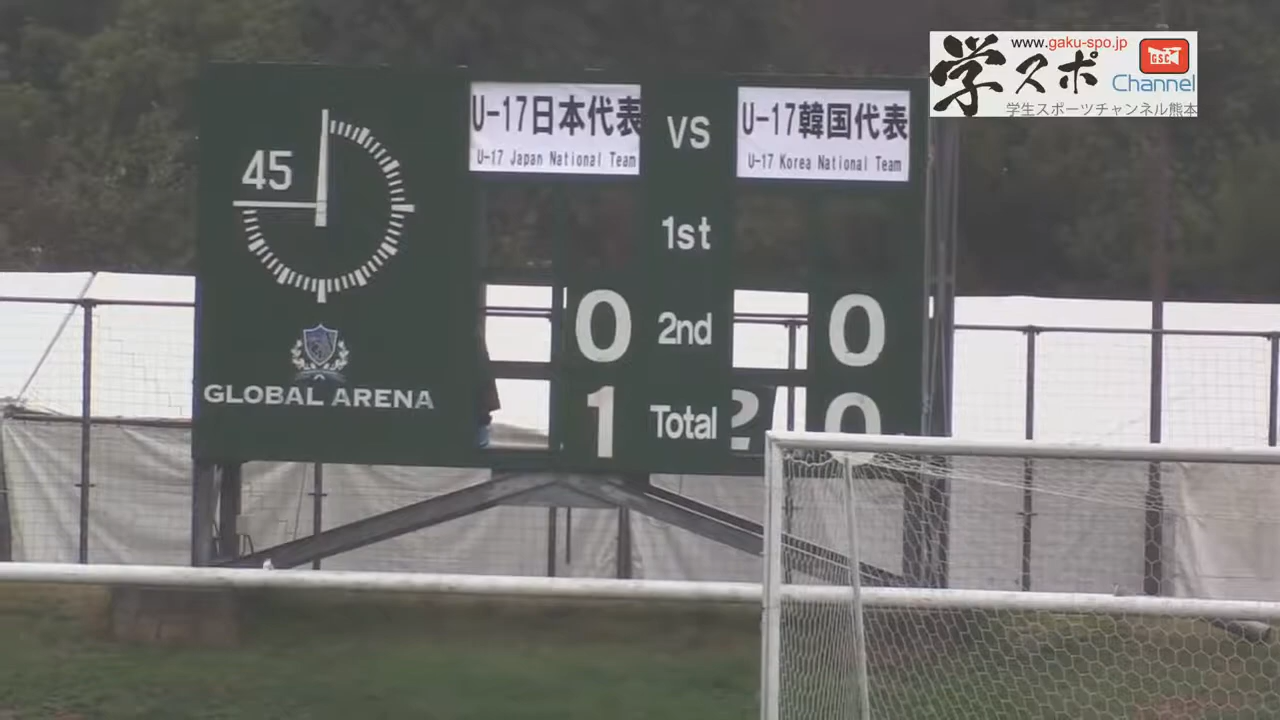 www.gaku-spo.jp
学スポ
GSC
Channel
学生スポーツチャンネル熊本
U-17日本代表
U-17 Japan National Team
VS
U-17韓国代表
U-17 Korea National Team
45
1st
0 2nd 0
1 Total 2 0
GLOBAL ARENA